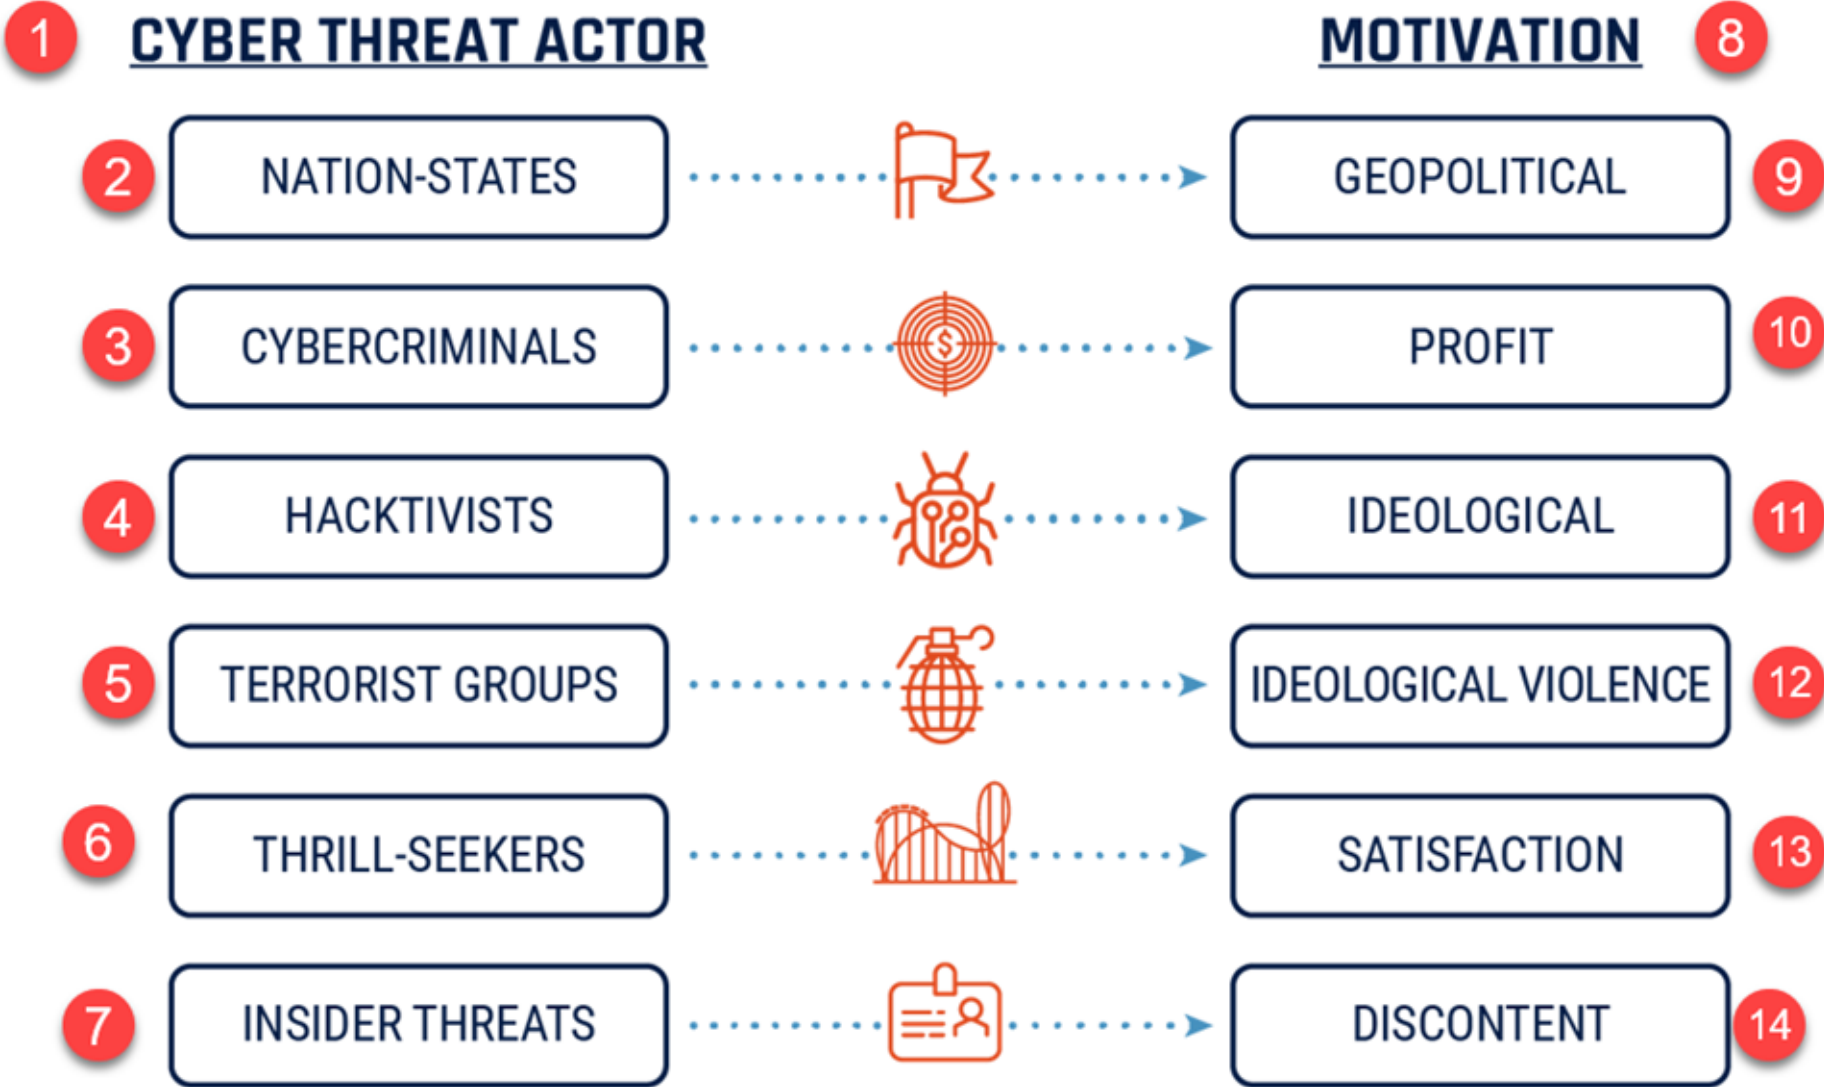 1 CYBER THREAT ACTOR MOTIVATION 8
2 NATION-STATES GEOPOLITICAL 9
3 CYBERCRIMINALS $ PROFIT 10
4 HACKTIVISTS IDEOLOGICAL 11
5 TERRORIST GROUPS IDEOLOGICAL VIOLENCE 12
6 THRILL-SEEKERS SATISFACTION 13
7 INSIDER THREATS DISCONTENT 14